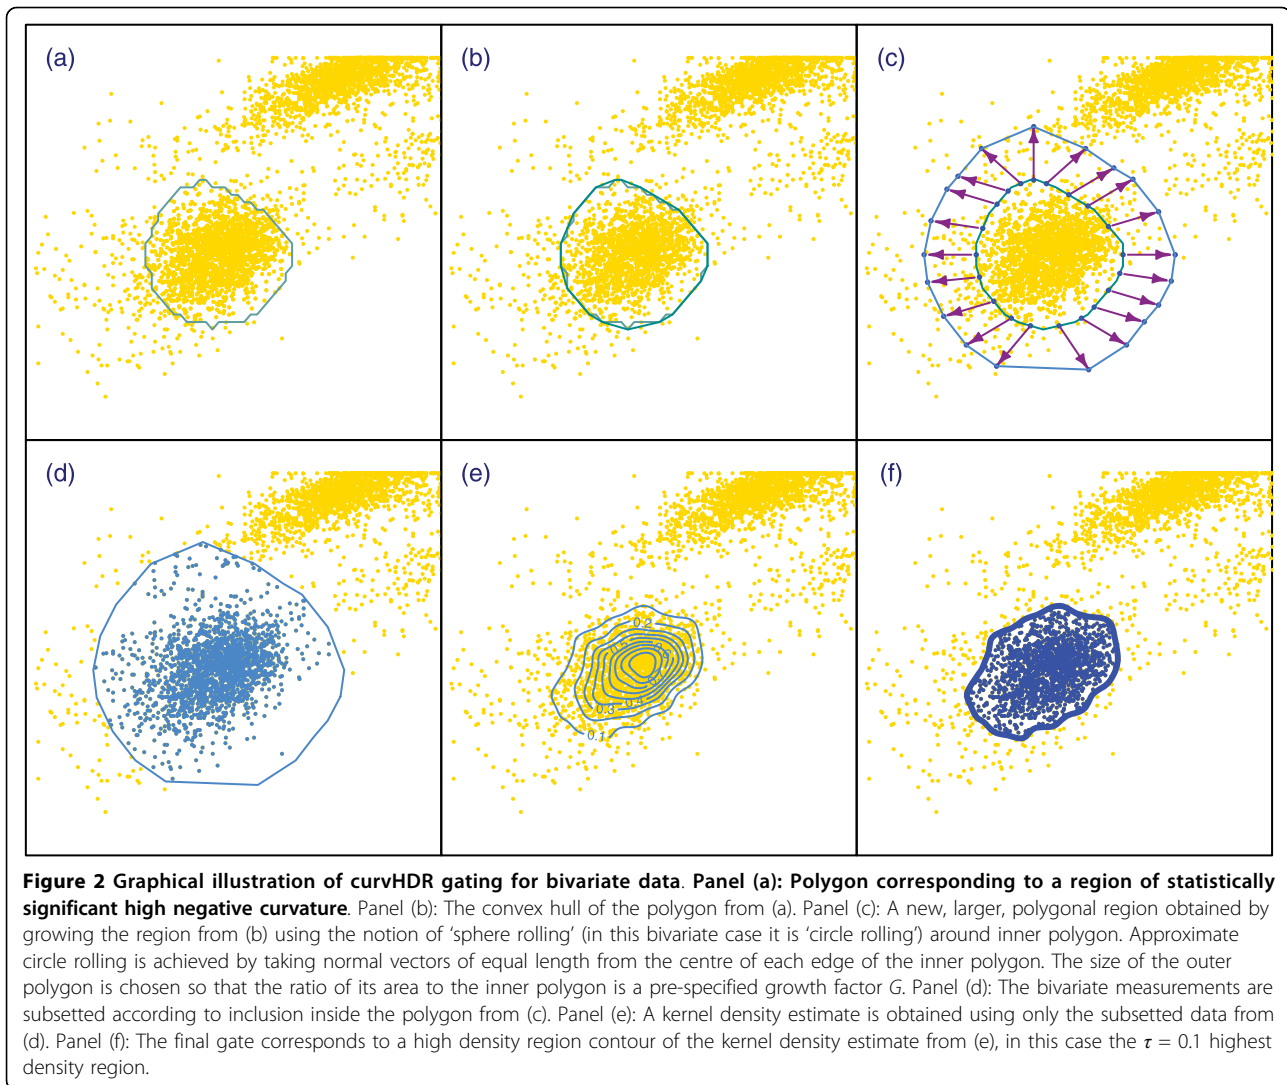 (a)
(b)
(c)
(d)
(e)
0.2
0.3
0.4
0.1
(f)
Figure 2 Graphical illustration of curvHDR gating for bivariate data. Panel (a): Polygon corresponding to a region of statistically
significant high negative curvature. Panel (b): The convex hull of the polygon from (a). Panel (c): A new, larger, polygonal region obtained by
growing the region from (b) using the notion of ‘sphere rolling’ (in this bivariate case it is ‘circle rolling’) around inner polygon. Approximate
circle rolling is achieved by taking normal vectors of equal length from the centre of each edge of the inner polygon. The size of the outer
polygon is chosen so that the ratio of its area to the inner polygon is a pre-specified growth factor G. Panel (d): The bivariate measurements are
subsetted according to inclusion inside the polygon from (c). Panel (e): A kernel density estimate is obtained using only the subsetted data from
(d). Panel (f): The final gate corresponds to a high density region contour of the kernel density estimate from (e), in this case the τ = 0.1 highest
density region.